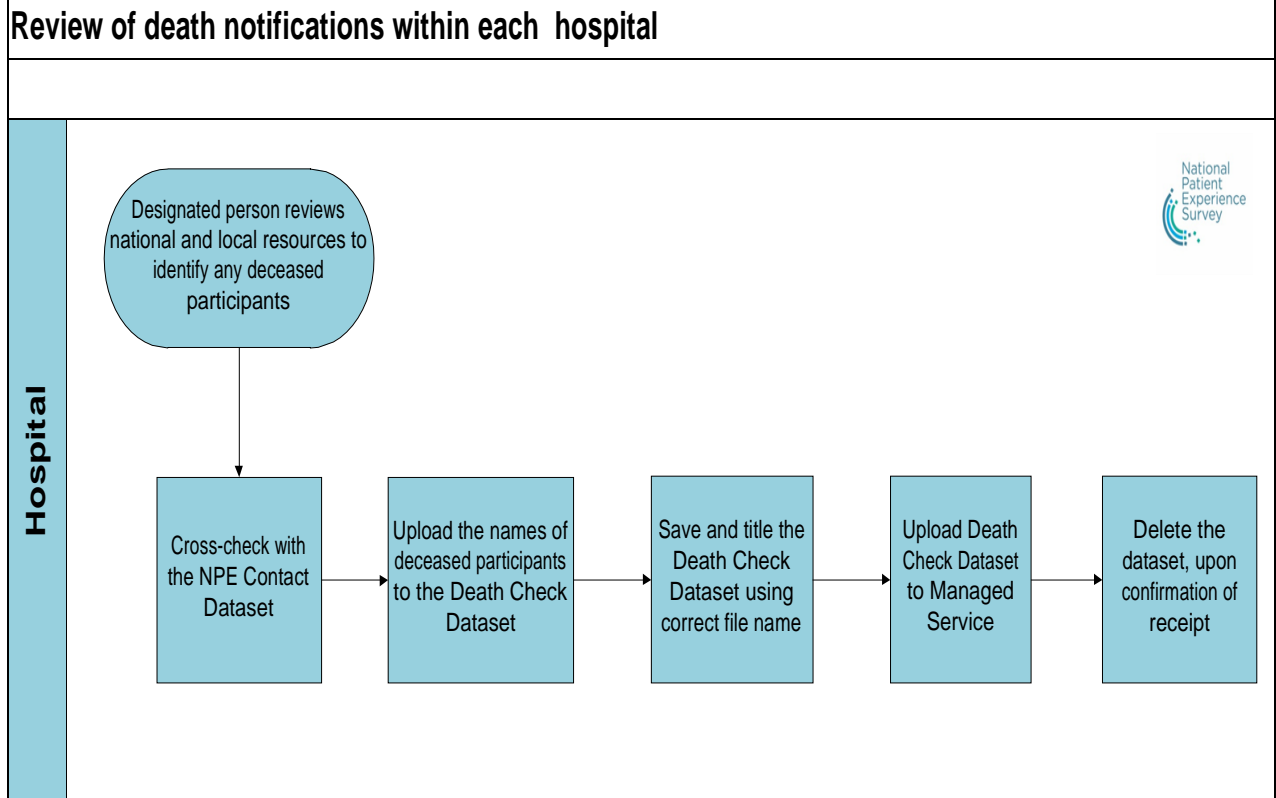 Review of death notifications within each hospital
National
Patient
Experience
Survey
Hospital
Designated person reviews
national and local resources to
identify any deceased
participants
Cross-check with
the NPE Contact
Dataset
Upload the names of
deceased participants
to the Death Check
Dataset
Save and title the
Death Check
Dataset using
correct file name
Upload Death
Check Dataset
to Managed
Service
Delete the
dataset, upon
confirmation of
receipt